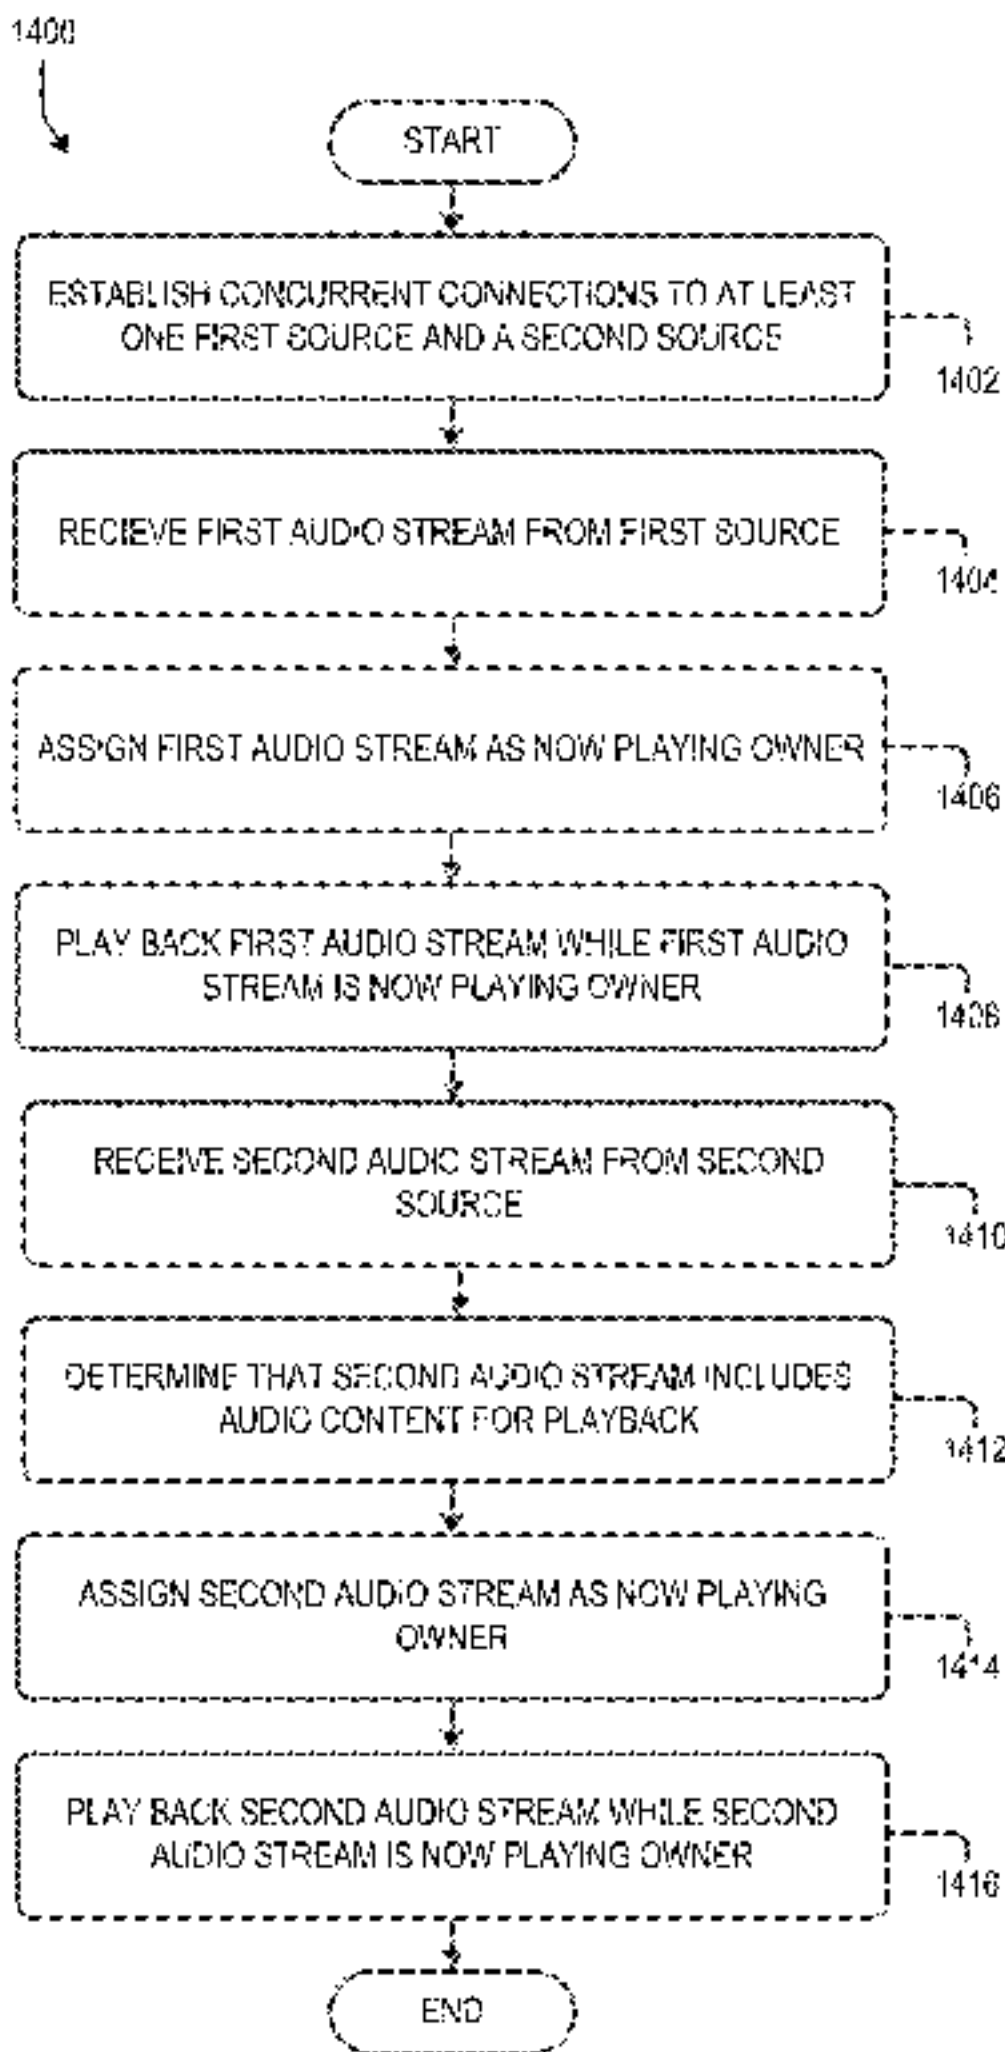 1400
START
ESTABLISH CONCURRENT CONNECTIONS TO AT LEAST
ONE FIRST SOURCE AND A SECOND SOURCE
1402
RECIEVE FIRST AUDIO STREAM FROM FIRST SOURCE
1404
ASSIGN FIRST AUDIO STREAM AS NOW PLAYING OWNER
1406
PLAY BACK FIRST AUDIO STREAM WHILE FIRST AUDIO
STREAM IS NOW PLAYING OWNER
1408
RECEIVE SECOND AUDIO STREAM FROM SECOND
SOURCE
1410
DETERMINE THAT SECOND AUDIO STREAM INCLUDES
AUDIO CONTENT FOR PLAYBACK
1412
ASSIGN SECOND AUDIO STREAM AS NOW PLAYING
OWNER
1414
PLAY BACK SECOND AUDIO STREAM WHILE SECOND
AUDIO STREAM IS NOW PLAYING OWNER
1416
END